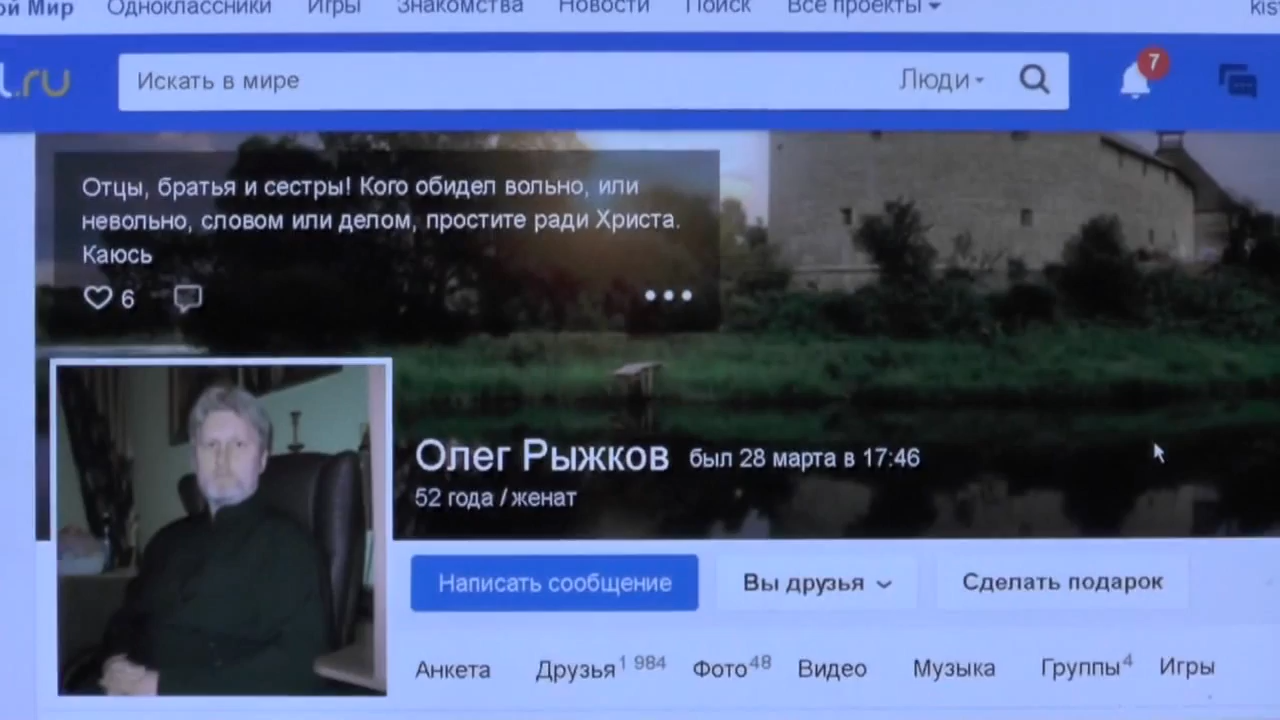 ой Мир Одноклассники Игры Знакомства Новости Поиск Все проекты
.ru Искать в мире Люди 7
Отцы, братья и сестры! Кого обидел вольно, или
невольно, словом или делом, простите ради Христа.
Каюсь
6
Олег Рыжков был 28 марта в 17:46
52 года / женат
Написать сообщение Вы друзья Сделать подарок
Анкета Друзья 1 984 Фото 48 Видео Музыка Группы 4 Игры